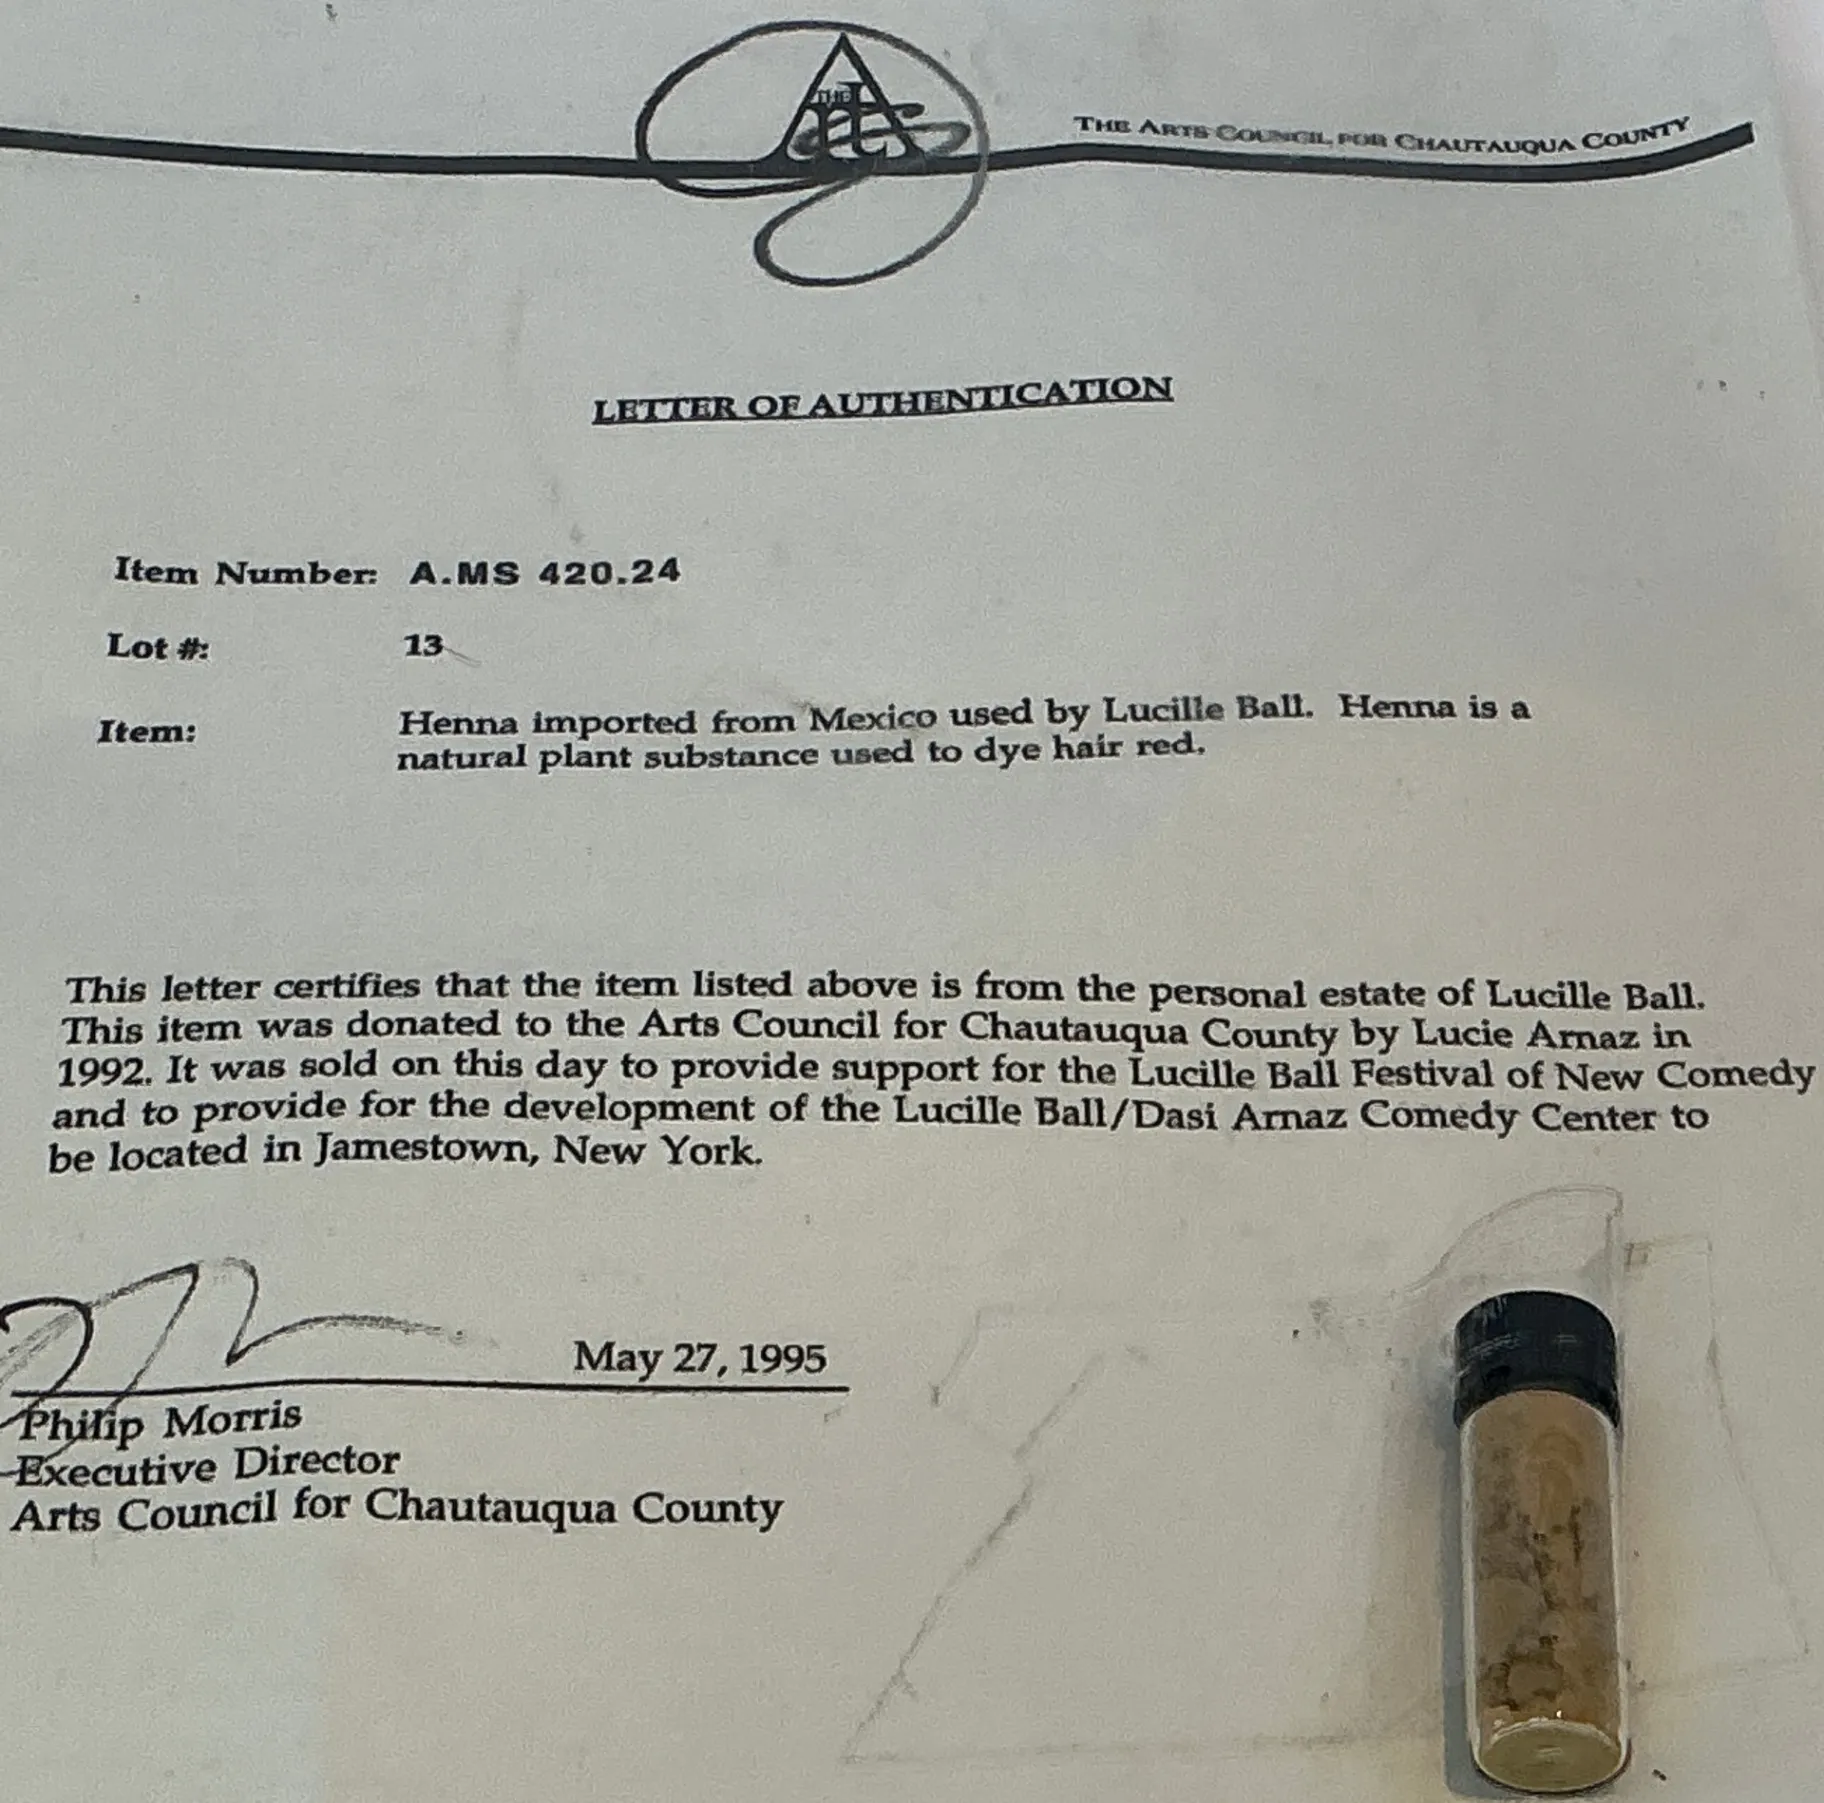 THE
Arts
THE ARTS COUNCIL FOR CHAUTAUQUA COUNTY
LETTER OF AUTHENTICATION
Item Number: A.MS 420.24
Lot #: 13
Item: Henna imported from Mexico used by Lucille Ball. Henna is a
natural plant substance used to dye hair red.
This letter certifies that the item listed above is from the personal estate of Lucille Ball.
This item was donated to the Arts Council for Chautauqua County by Lucie Arnaz in
1992. It was sold on this day to provide support for the Lucille Ball Festival of New Comedy
and to provide for the development of the Lucille Ball/Dasi Arnaz Comedy Center to
be located in Jamestown, New York.
May 27, 1995
Philip Morris
Executive Director
Arts Council for Chautauqua County